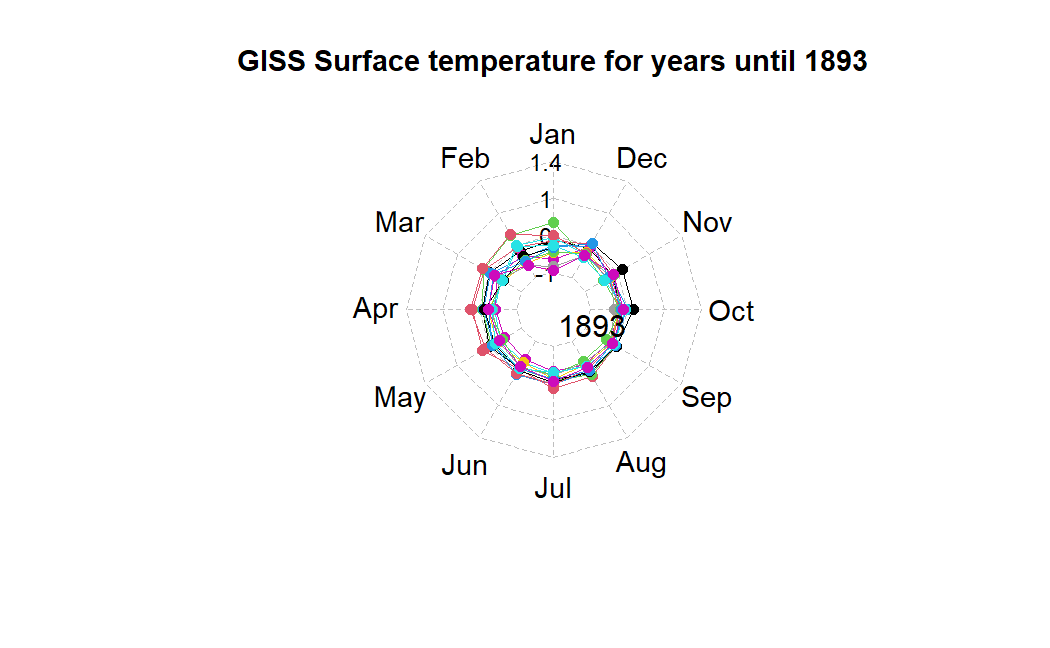 GISS Surface temperature for years until 1893
Jan
Feb
Dec
1.4
Mar
1
Nov
0
-1
Apr
1893
Oct
May
Sep
Jun
Aug
Jul